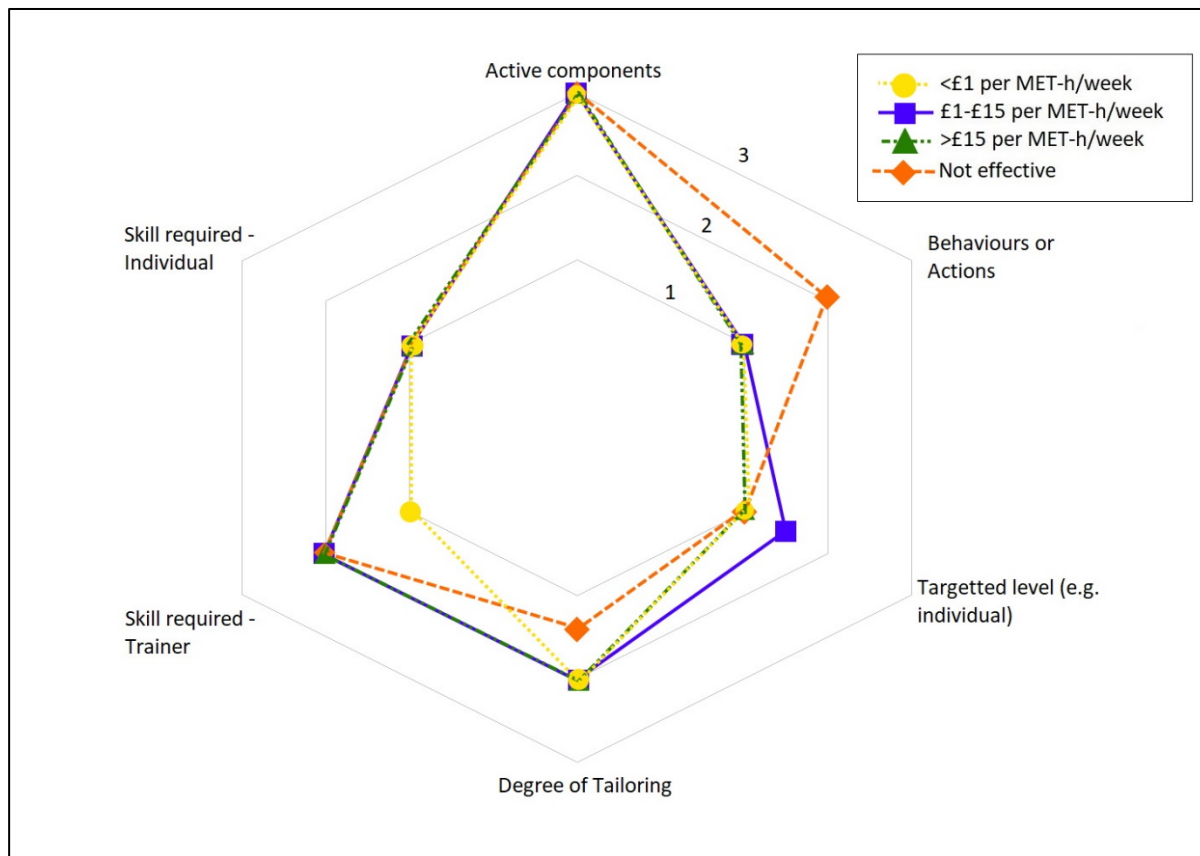 Active components
<£1 per MET-h/week
£1-£15 per MET-h/week
>£15 per MET-h/week
Not effective
3
2
1
Skill required -
Individual
Behaviours or
Actions
Targetted level (e.g.
individual)
Skill required -
Trainer
Degree of Tailoring